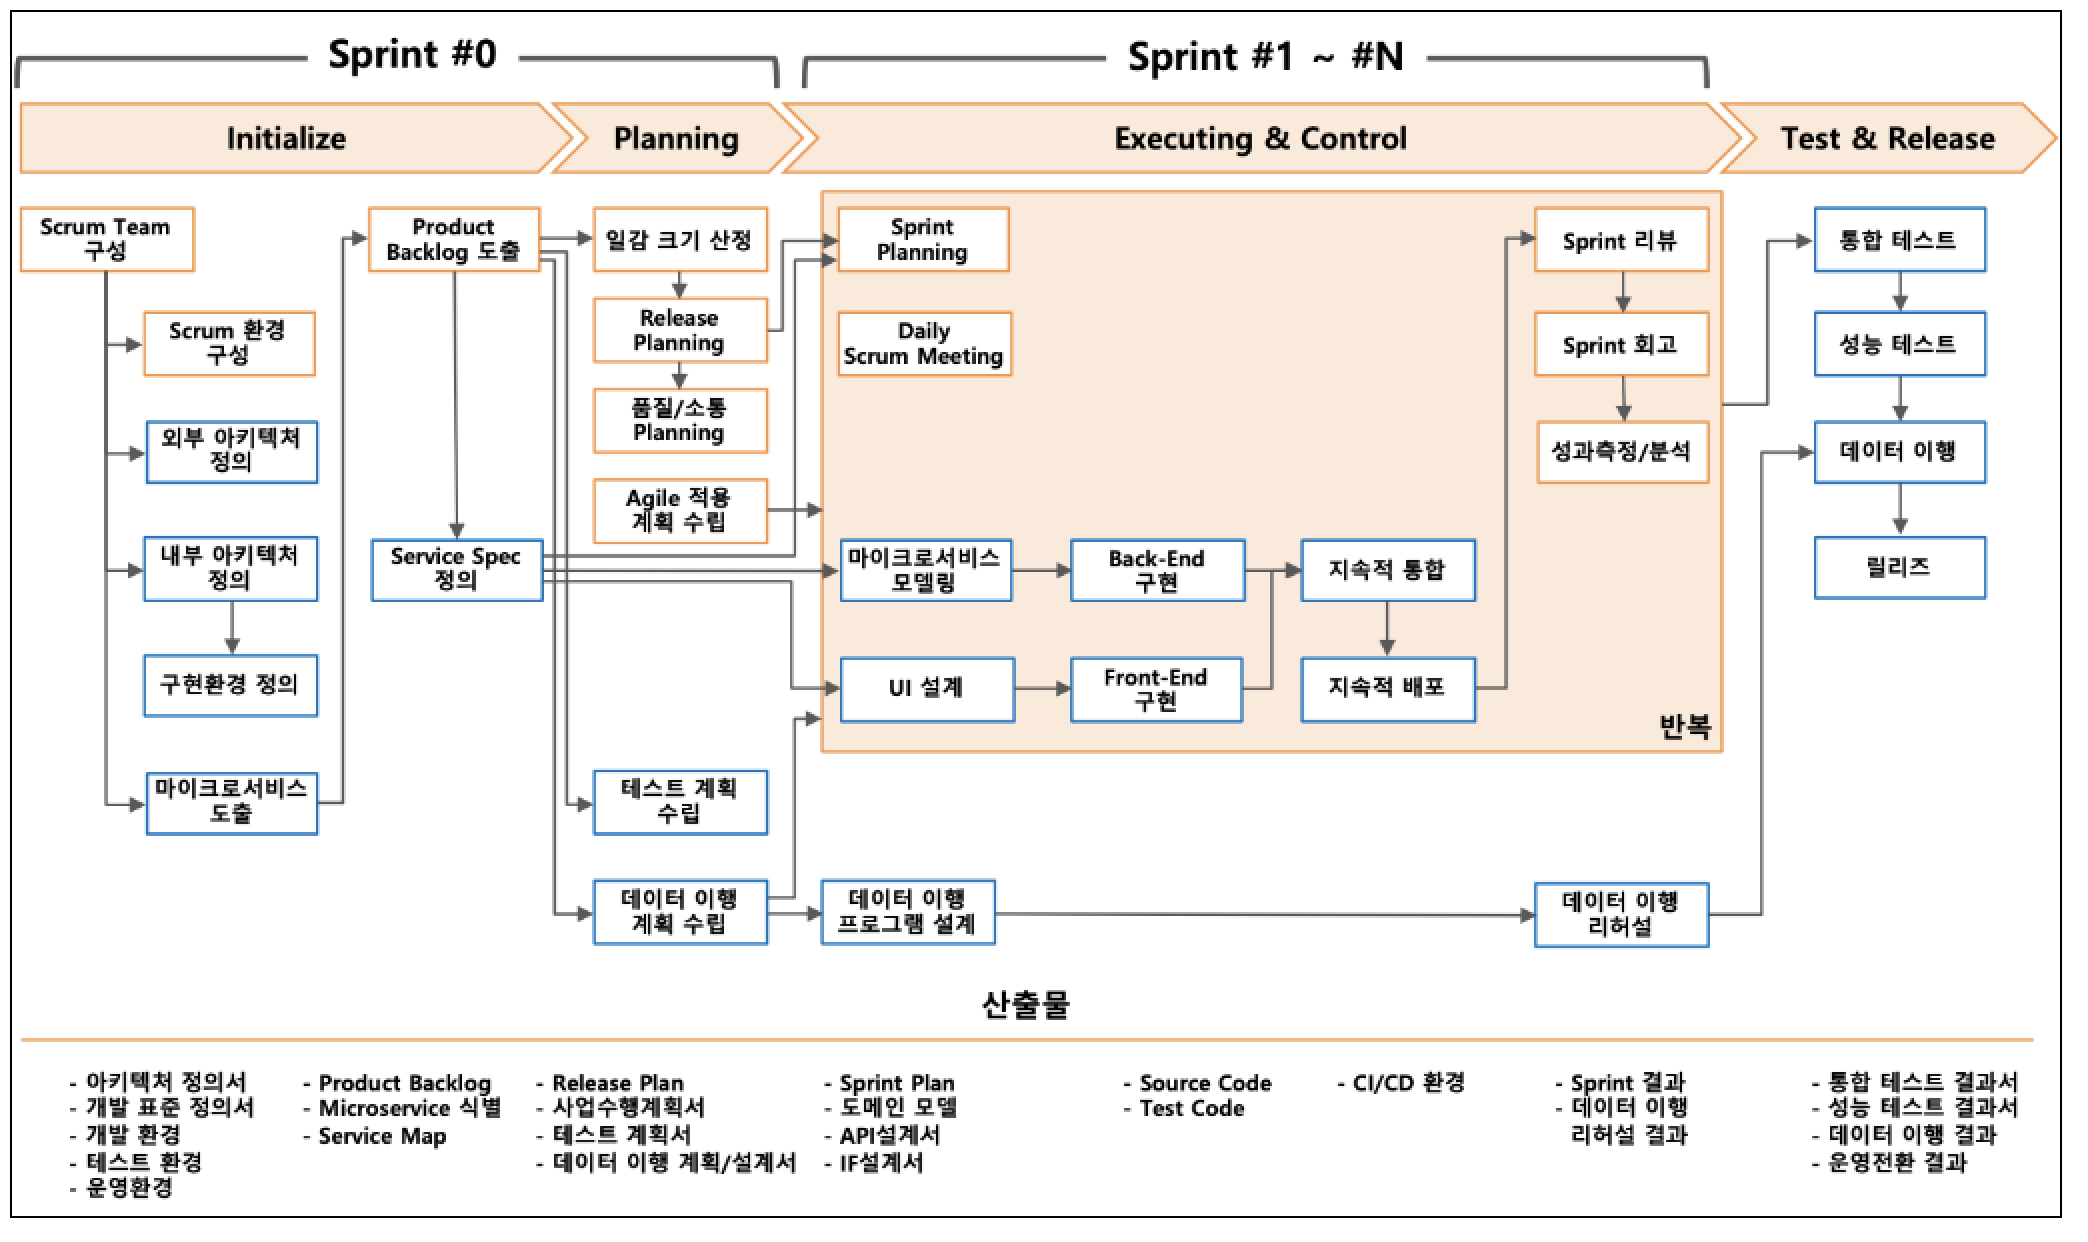 Sprint #0
Sprint #1 ~ #N
Initialize
Planning
Executing & Control
Test & Release
Scrum Team
구성
Scrum 환경
구성
외부 아키텍쳐
정의
내부 아키텍처
정의
구현환경 정의
마이크로서비스
도출
Product
Backlog 도출
Service Spec
정의
일감 크기 산정
Release
Planning
품질/소통
Planning
Agile 적용
계획 수립
테스트 계획
수립
데이터 이행
계획 수립
Sprint
Planning
Daily
Scrum Meeting
마이크로서비스
모델링
Back-End
구현
지속적 통합
UI 설계
Front-End
구현
지속적 배포
Sprint 리뷰
Sprint 회고
성과측정/분석
반복
데이터 이행
프로그램 설계
데이터 이행
리허설
통합 테스트
성능 테스트
데이터 이행
릴리즈
산출물
- 아키텍처 정의서
- 개발 표준 정의서
- 개발 환경
- 테스트 환경
- 운영환경
- Product Backlog
- Microservice 식별
- Service Map
- Release Plan
- 사업수행계획서
- 테스트 계획서
- 데이터 이행 계획/설계서
- Sprint Plan
- 도메인 모델
- API설계서
- IF설계서
- Source Code
- Test Code
- CI/CD 환경
- Sprint 결과
- 데이터 이행
리허설 결과
- 통합 테스트 결과서
- 성능 테스트 결과서
- 데이터 이행 결과
- 운영전환 결과